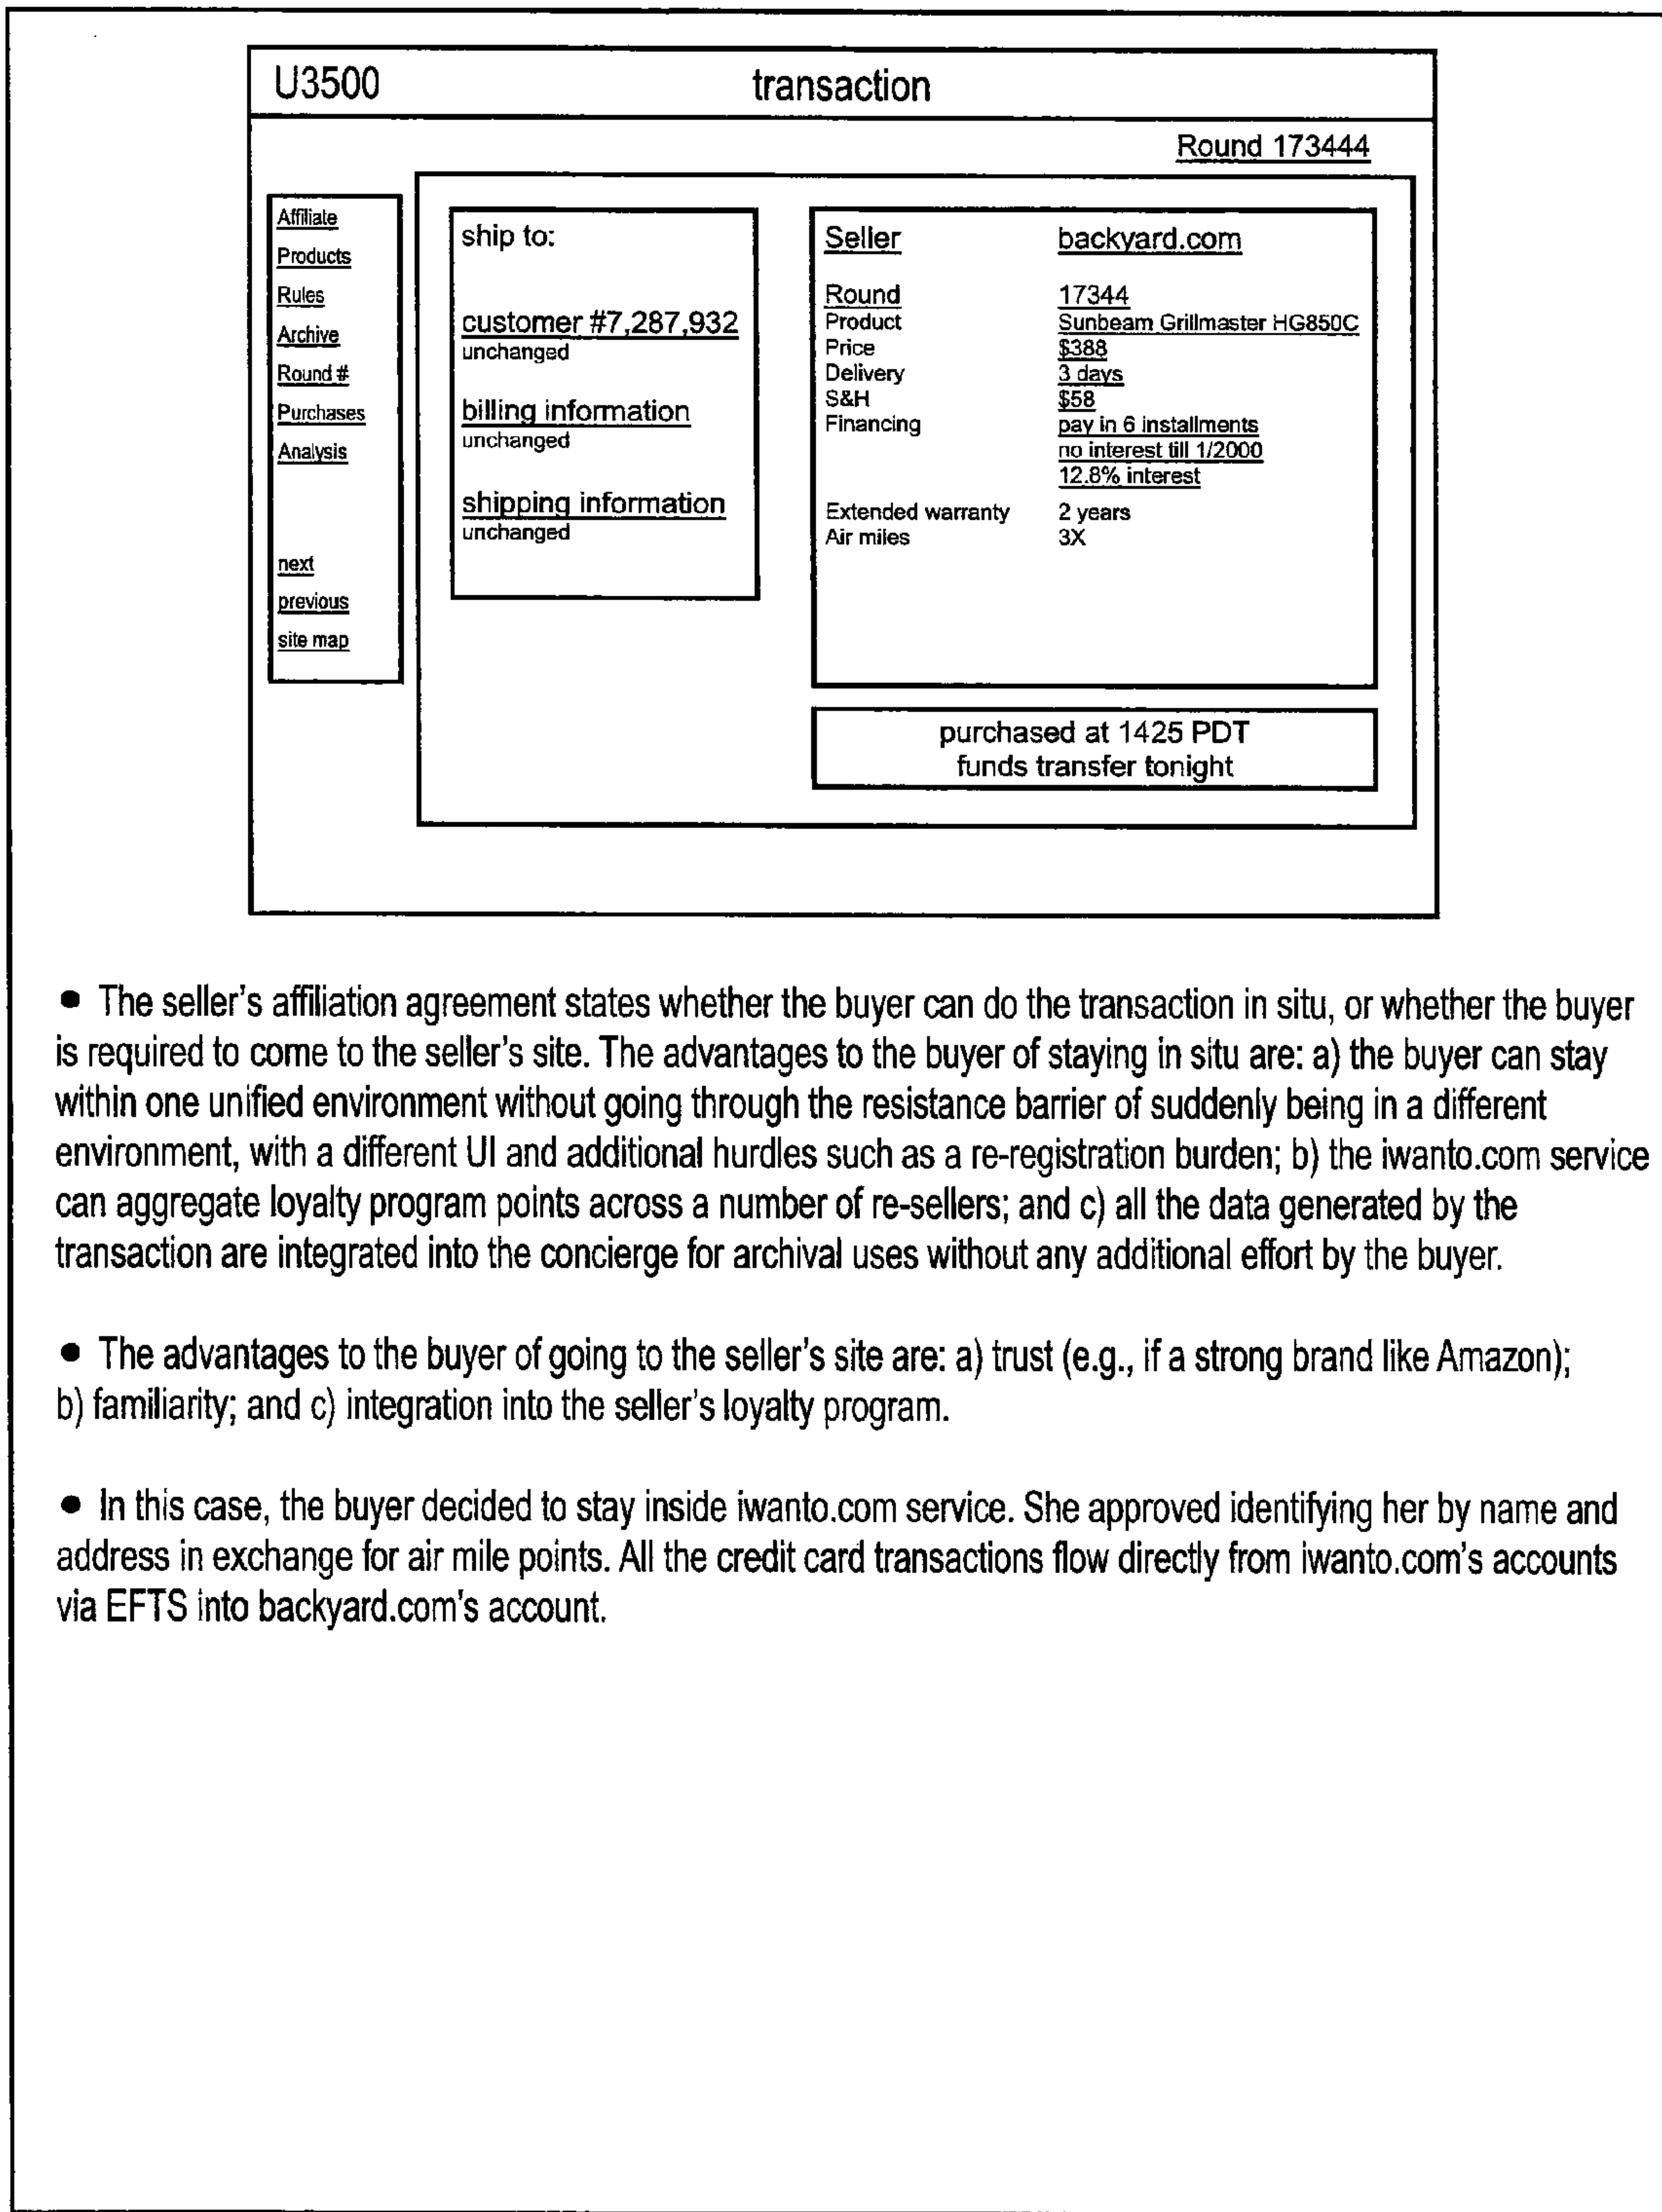 U3500 transaction
Round 173444
Affiliate
Products
Rules
Archive
Round #
Purchases
Analysis
next
previous
site map
ship to:
customer #7,287,932
unchanged
billing information
unchanged
shipping information
unchanged
Seller backyard.com
Round 17344
Product Sunbeam Grillmaster HG850C
Price $388
Delivery 3 days
S&H $58
Financing pay in 6 installments
no interest till 1/2000
12.8% interest
Extended warranty 2 years
Air miles 3X
purchased at 1425 PDT
funds transfer tonight
• The seller's affiliation agreement states whether the buyer can do the transaction in situ, or whether the buyer
is required to come to the seller's site. The advantages to the buyer of staying in situ are: a) the buyer can stay
within one unified environment without going through the resistance barrier of suddenly being in a different
environment, with a different UI and additional hurdles such as a re-registration burden; b) the iwanto.com service
can aggregate loyalty program points across a number of re-sellers; and c) all the data generated by the
transaction are integrated into the concierge for archival uses without any additional effort by the buyer.
• The advantages to the buyer of going to the seller's site are: a) trust (e.g., if a strong brand like Amazon);
b) familiarity; and c) integration into the seller's loyalty program.
• In this case, the buyer decided to stay inside iwanto.com service. She approved identifying her by name and
address in exchange for air mile points. All the credit card transactions flow directly from iwanto.com's accounts
via EFTS into backyard.com's account.